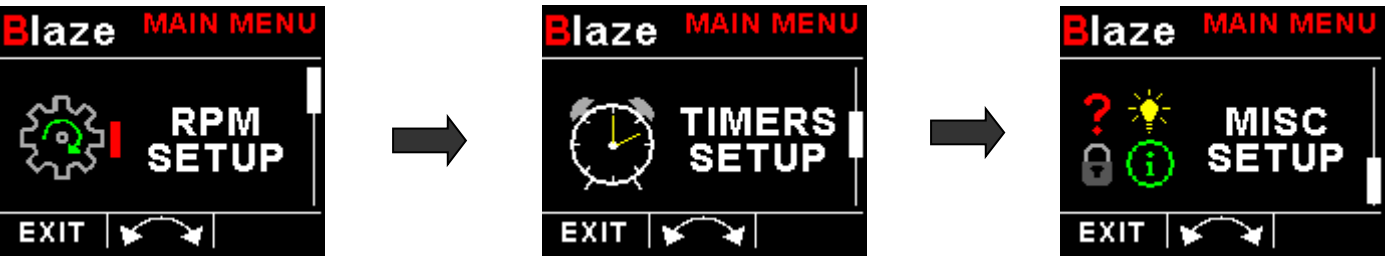 Blaze MAIN MENU
RPM
SETUP
EXIT
Blaze MAIN MENU
TIMERS
SETUP
EXIT
Blaze MAIN MENU
? i
MISC
SETUP
EXIT